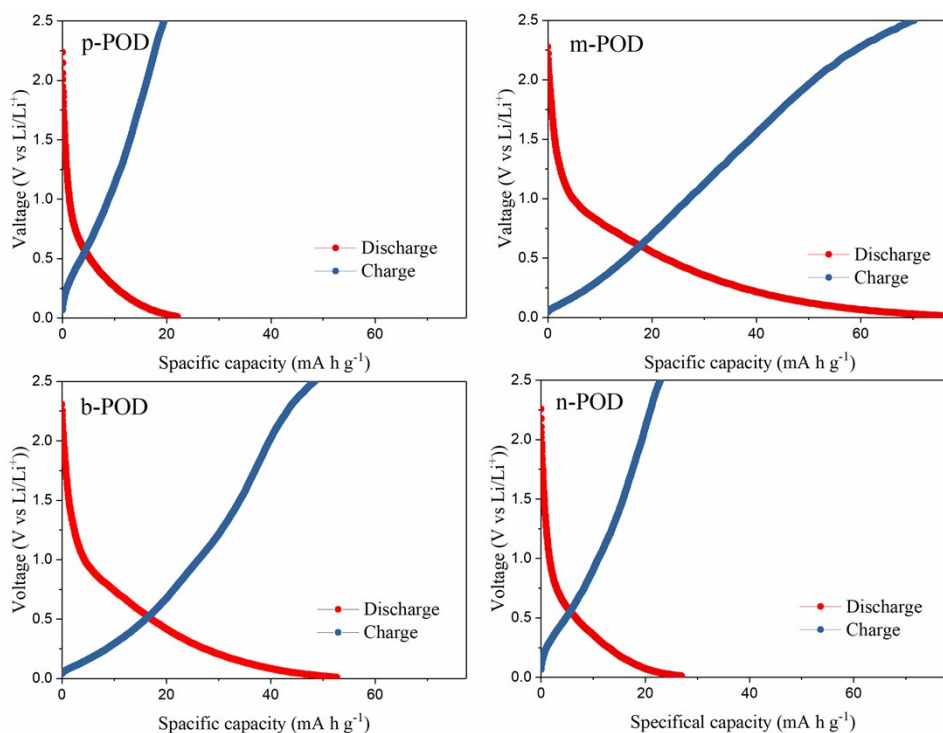 p-POD
2.5
2.0
1.5
1.0
0.5
0.0
Valtage (V vs Li/Li⁺)
Discharge
Charge
0 20 40 60
Spacific capacity (mA h g⁻¹)
m-POD
2.5
2.0
1.5
1.0
0.5
0.0
Valtage (V vs Li/Li⁺)
Discharge
Charge
0 20 40 60
Spacific capacity (mA h g⁻¹)
b-POD
2.5
2.0
1.5
1.0
0.5
0.0
Voltage (V vs Li/Li⁺))
Discharge
Charge
0 20 40 60
Spacific capacity (mA h g⁻¹)
n-POD
2.5
2.0
1.5
1.0
0.5
0.0
Voltage (V vs Li/Li⁺)
Discharge
Charge
0 20 40 60
Specifical capacity (mA h g⁻¹)